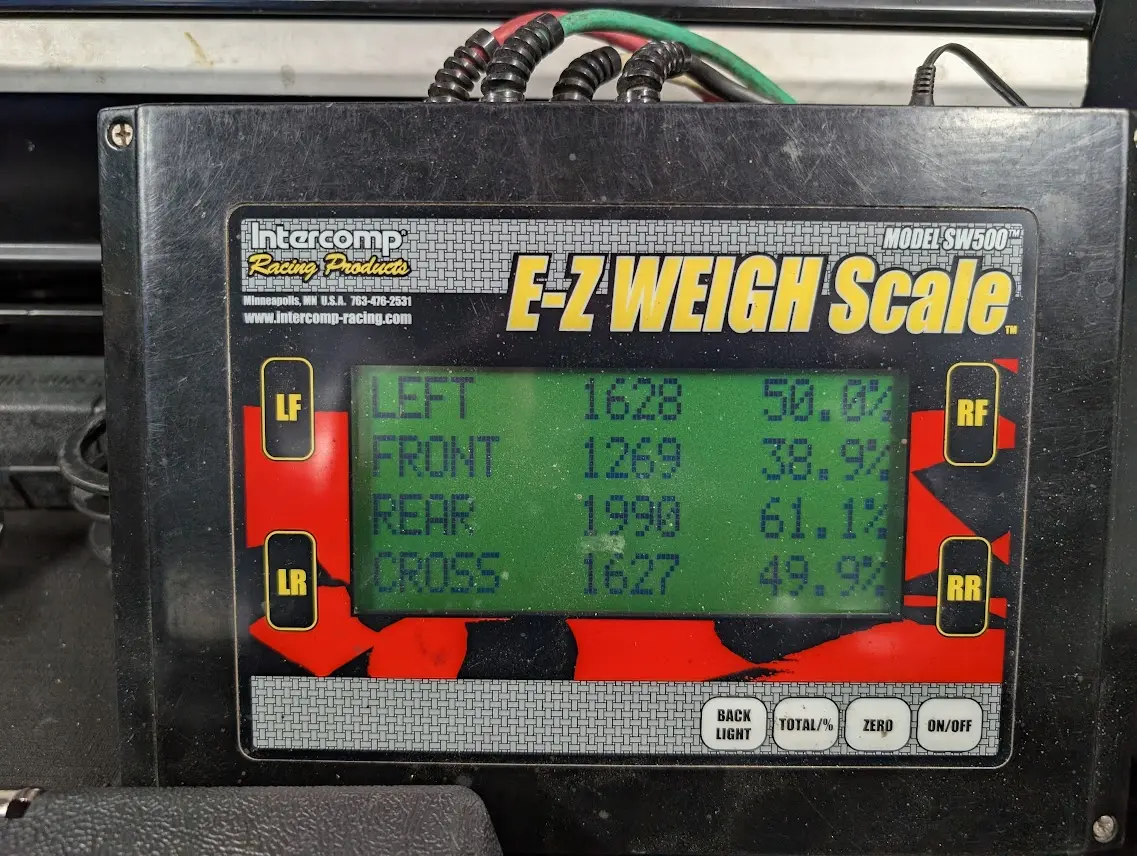 Intercomp®
Racing Products
Minneapolis, MN U.S.A. 763-476-2531
www.intercomp-racing.com
MODEL SW500™
E-Z WEIGH Scale™
LF
RF
LEFT 1628 50.0%
FRONT 1269 38.9%
REAR 1990 61.1%
CROSS 1627 49.9%
LR
RR
BACK
LIGHT
TOTAL/%
ZERO
ON/OFF